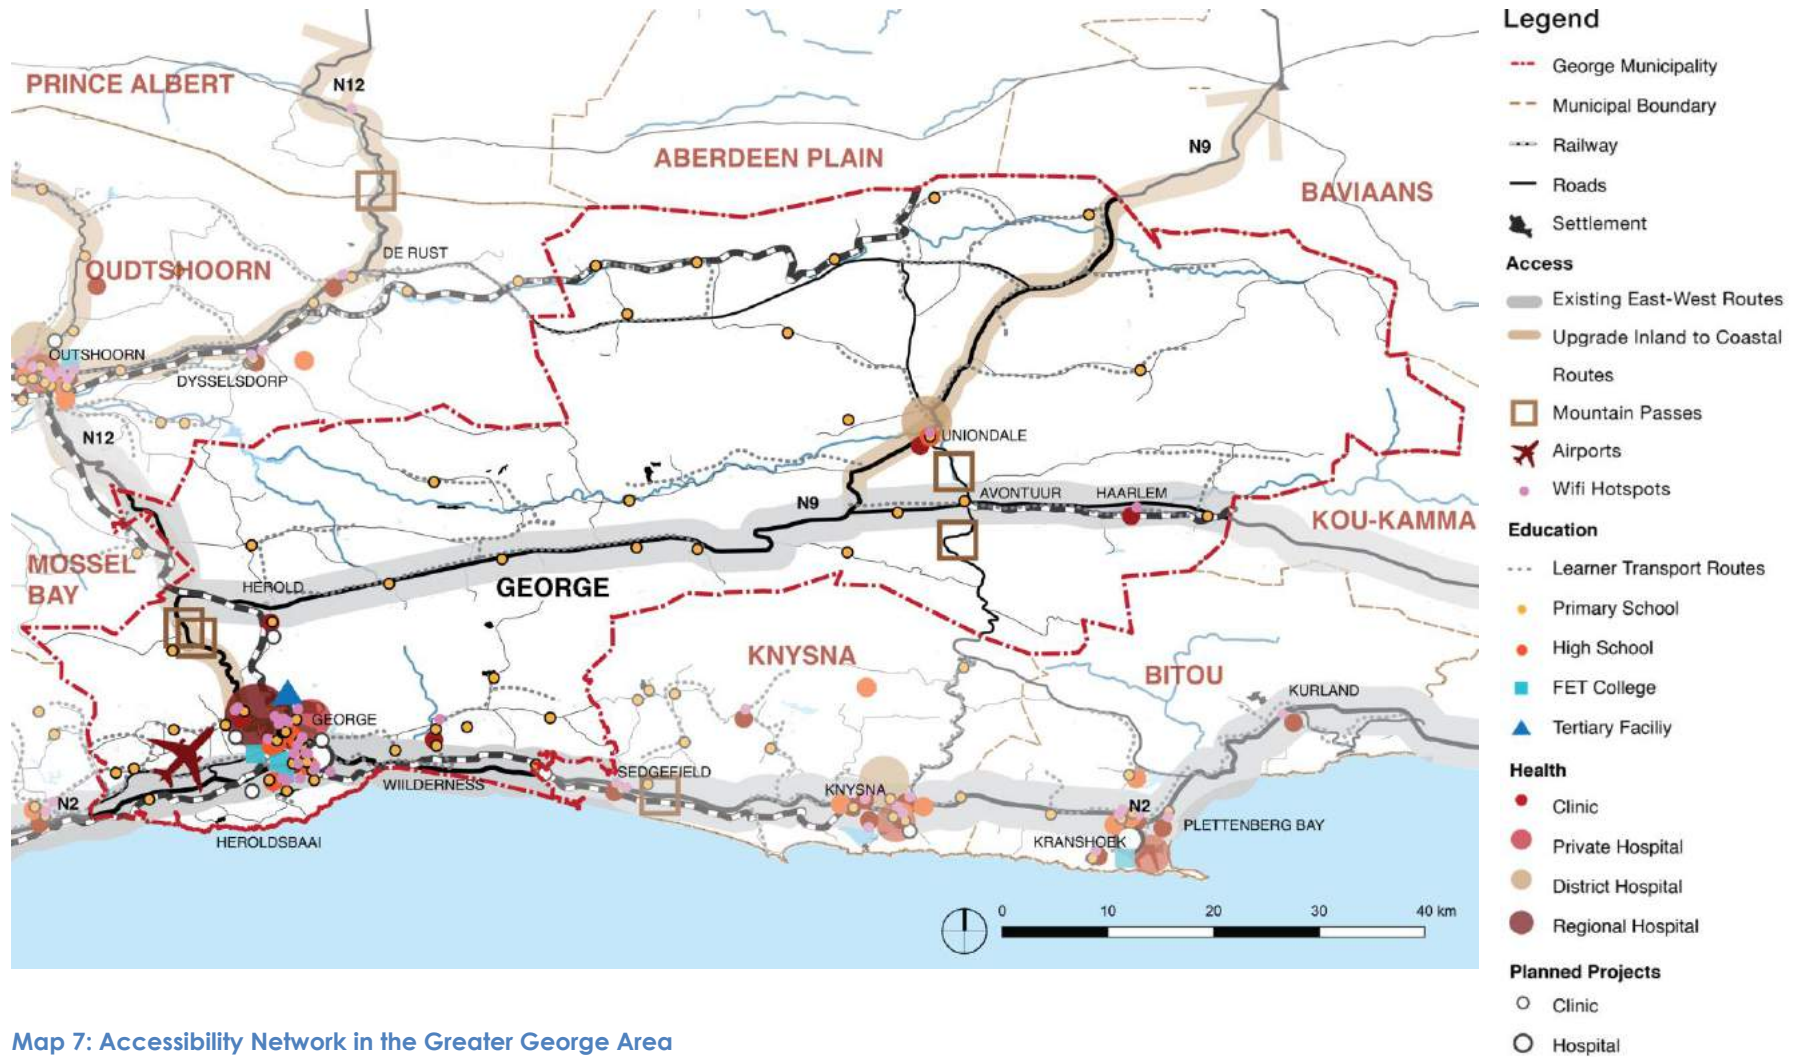 PRINCE ALBERT
N12
ABERDEEN PLAIN
N9
BAVIAANS
DE RUST
OUDTSHOORN
OUTSHOORN
DYSSELSDORP
N12
UNIONDALE
N9
AVONTUUR
HAARLEM
KOU-KAMMA
MOSSEL
BAY
HEROLD
GEORGE
KNYSNA
BITOU
KURLAND
GEORGE
SEDGEFIELD
WIILDERNESS
KNYSNA
N2
N2
PLETTENBERG BAY
KRANSHOEK
HEROLDSBAAI
0 10 20 30 40 km
Legend
George Municipality
Municipal Boundary
Railway
Roads
Settlement
Access
Existing East-West Routes
Upgrade Inland to Coastal
Routes
Mountain Passes
Airports
Wifi Hotspots
Education
Learner Transport Routes
Primary School
High School
FET College
Tertiary Faciliy
Health
Clinic
Private Hospital
District Hospital
Regional Hospital
Planned Projects
Clinic
Hospital
Map 7: Accessibility Network in the Greater George Area